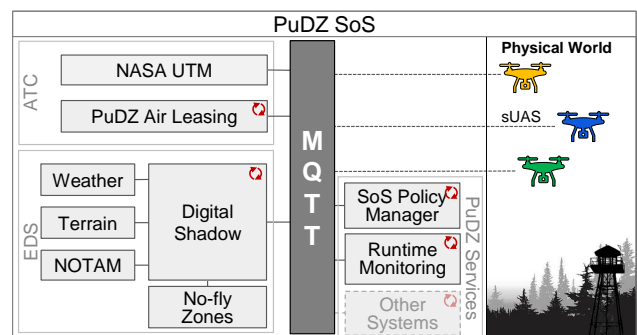 PuDZ SoS
ATC
NASA UTM
PuDZ Air Leasing
EDS
Weather
Terrain
NOTAM
Digital
Shadow
No-fly
Zones
MQTT
SoS Policy
Manager
Runtime
Monitoring
Other
Systems
PuDZ Services
Physical World
sUAS